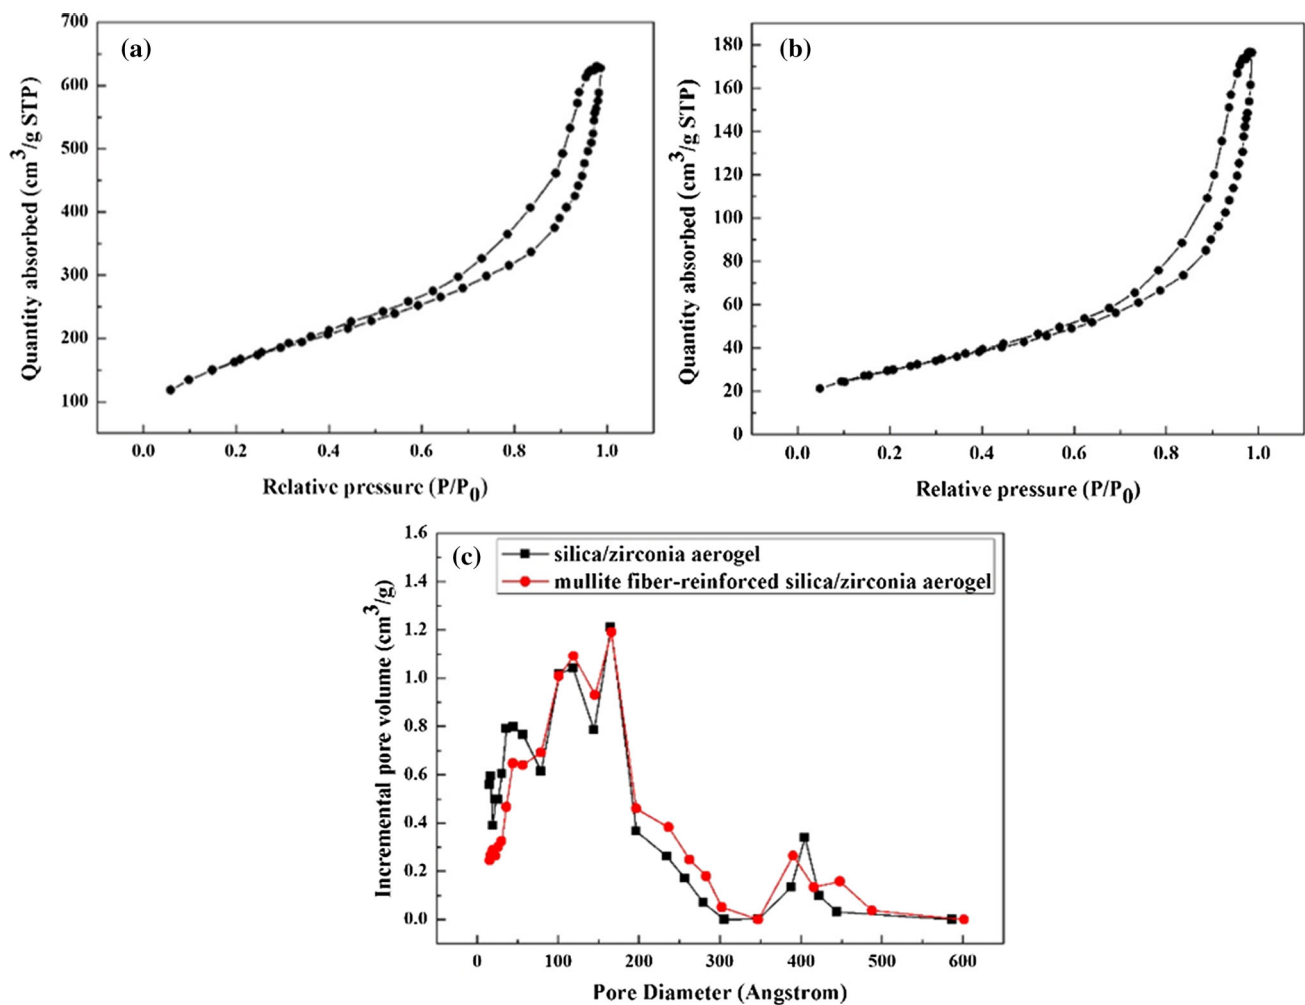 (a)
700
600
500
400
300
200
100
Quantity absorbed (cm³/g STP)
0.0 0.2 0.4 0.6 0.8 1.0
Relative pressure (P/P₀)
(b)
180
160
140
120
100
80
60
40
20
0
Quantity absorbed (cm³/g STP)
0.0 0.2 0.4 0.6 0.8 1.0
Relative pressure (P/P₀)
(c)
silica/zirconia aerogel
mullite fiber-reinforced silica/zirconia aerogel
1.6
1.4
1.2
1.0
0.8
0.6
0.4
0.2
0.0
Incremental pore volume (cm³/g)
0 100 200 300 400 500 600
Pore Diameter (Angstrom)